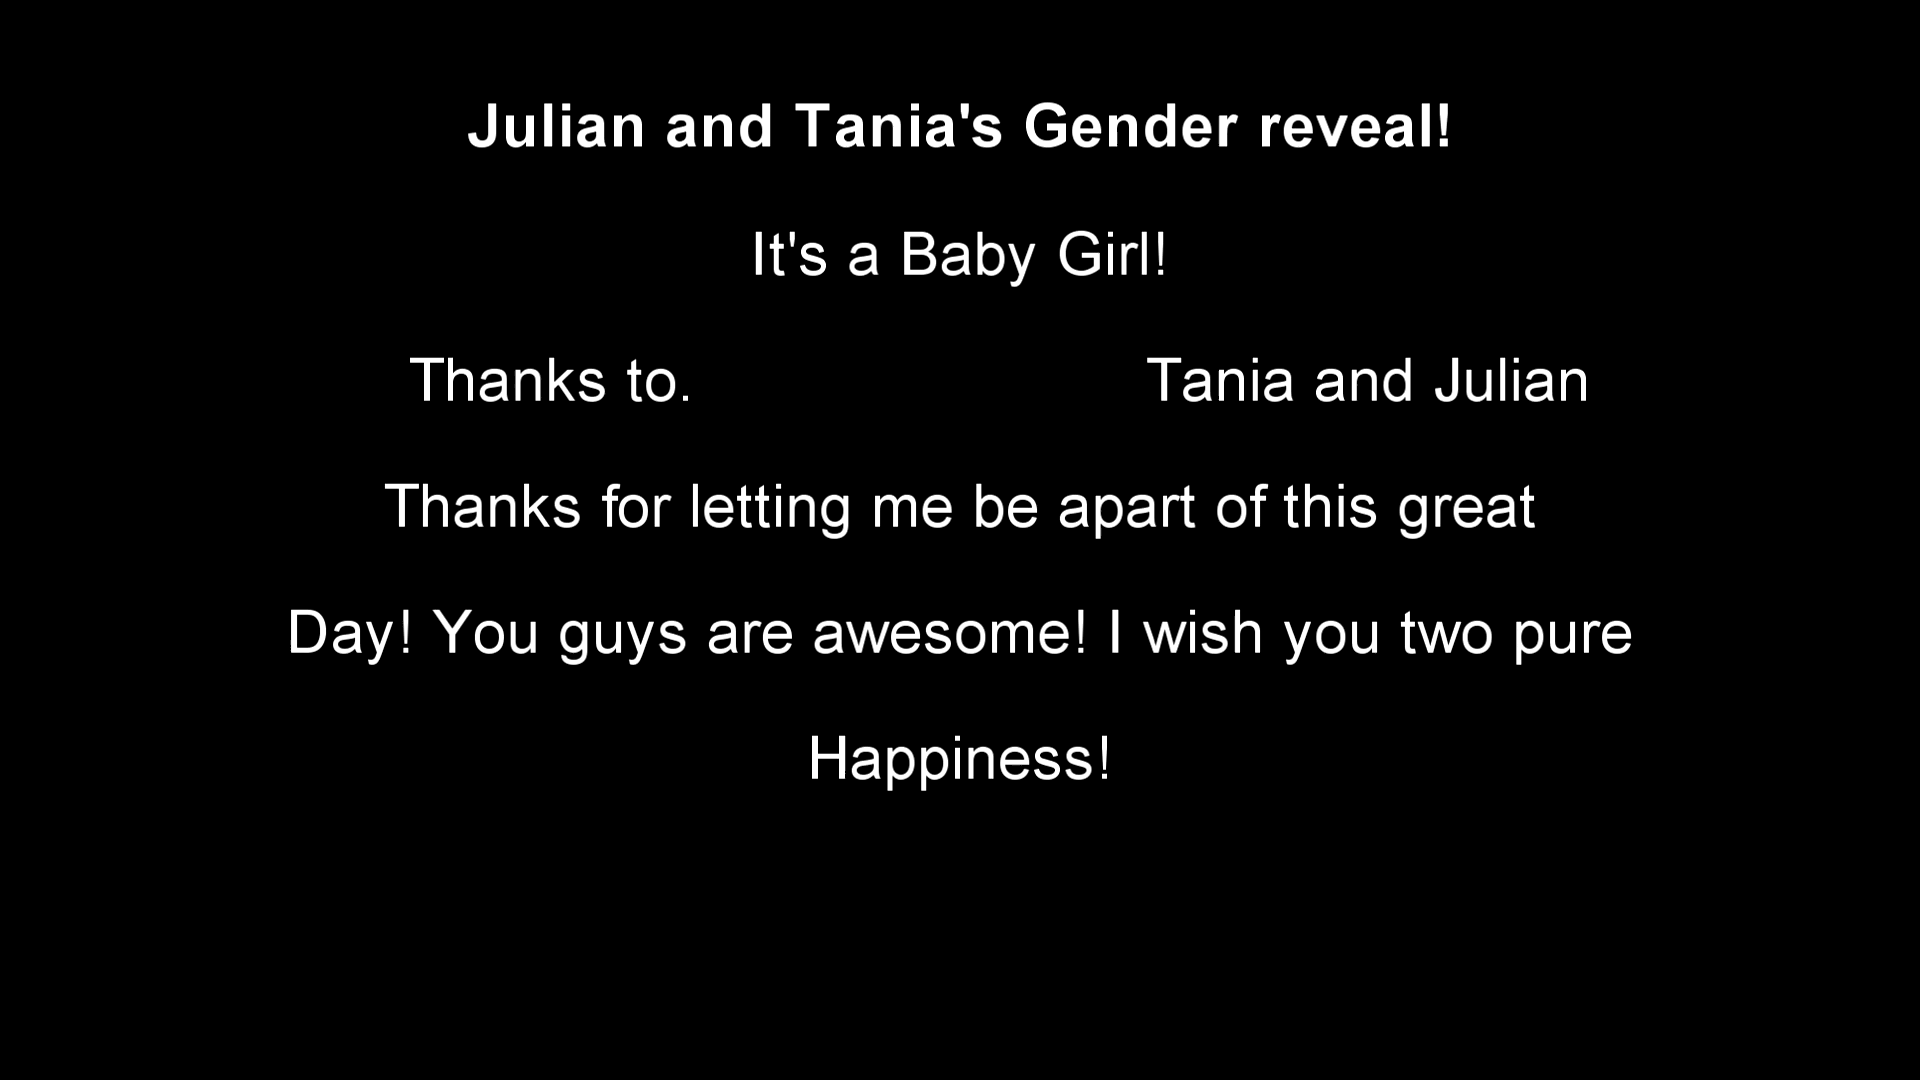 Julian and Tania's Gender reveal!
It's a Baby Girl!
Thanks to. Tania and Julian
Thanks for letting me be apart of this great
Day! You guys are awesome! I wish you two pure
Happiness!